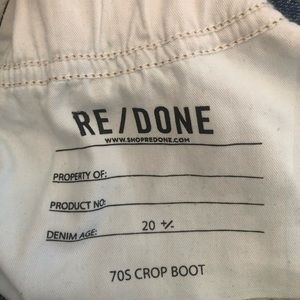 RE/DONE
WWW.SHOPREDONE.COM
PROPERTY OF:
PRODUCT NO:
DENIM AGE: 20 +/-
70S CROP BOOT